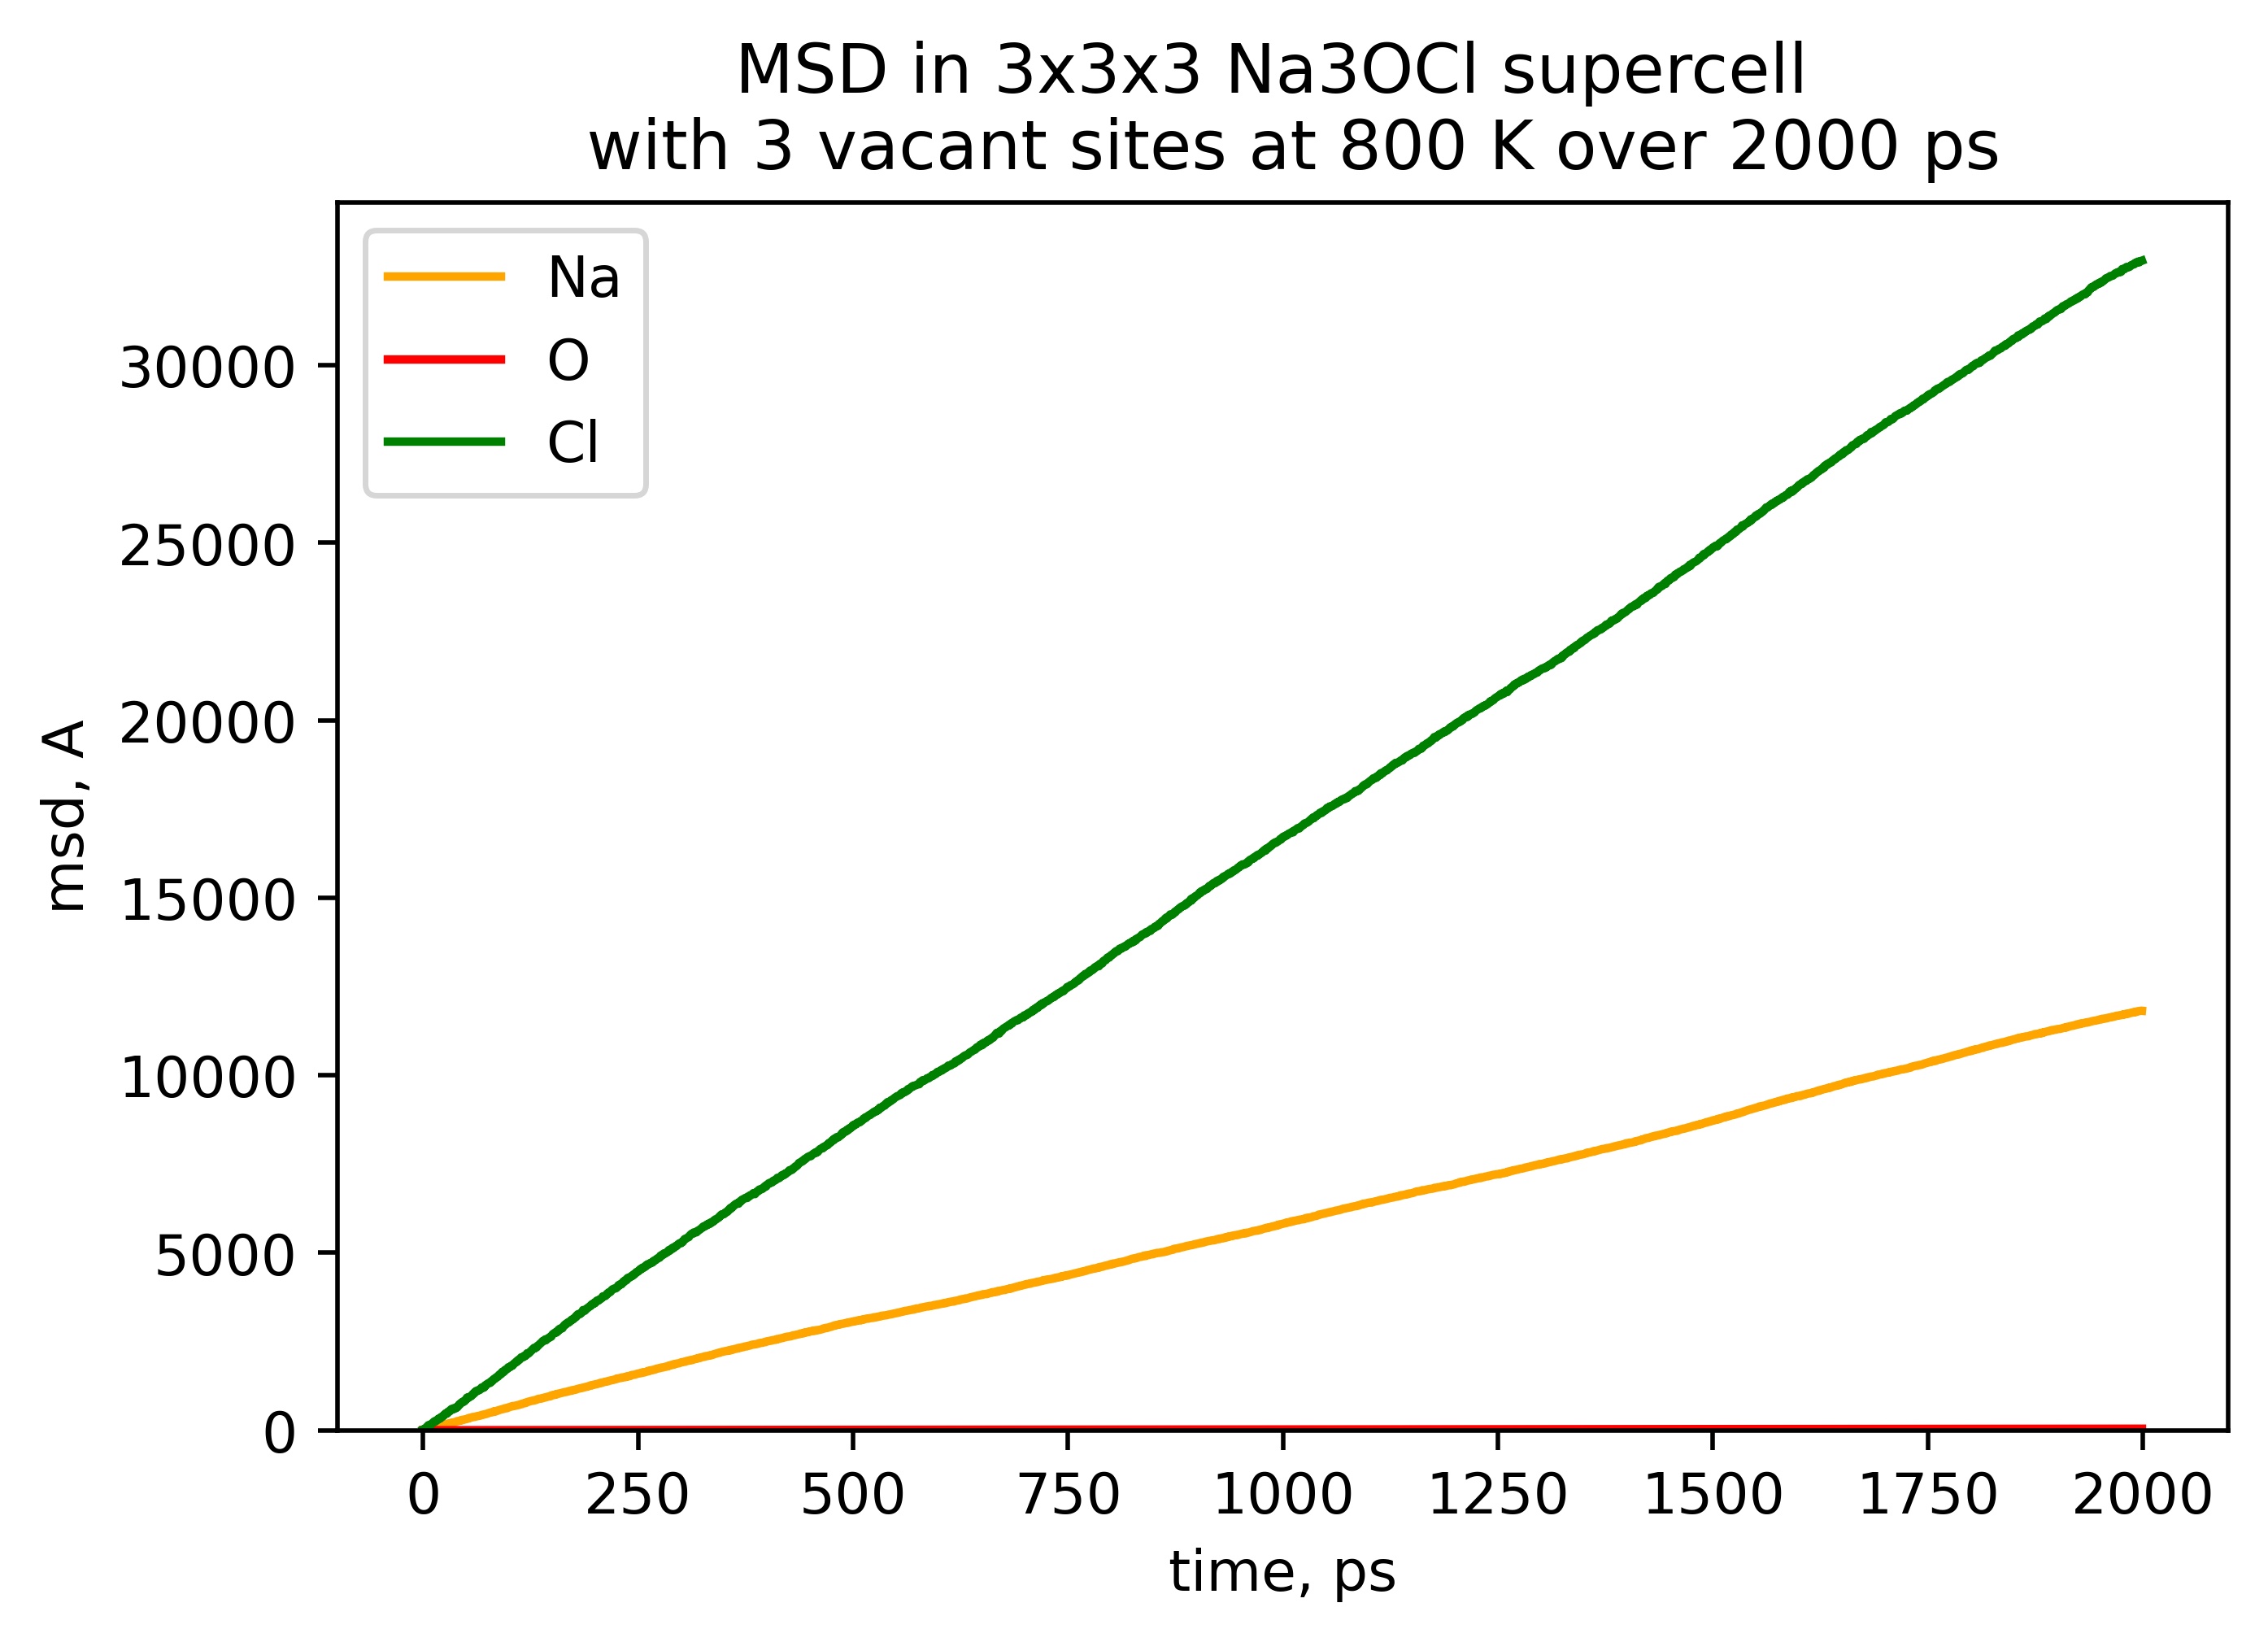 MSD in 3x3x3 Na3OCl supercell
with 3 vacant sites at 800 K over 2000 ps
Na
O
Cl
30000
25000
20000
15000
10000
5000
0
msd, A
0 250 500 750 1000 1250 1500 1750 2000
time, ps